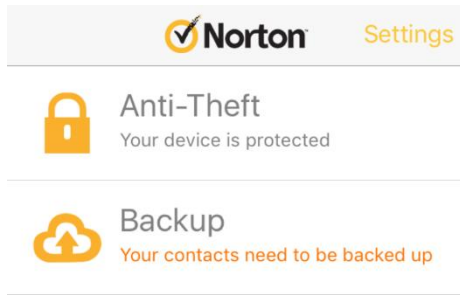 Norton
Settings
Anti-Theft
Your device is protected
Backup
Your contacts need to be backed up